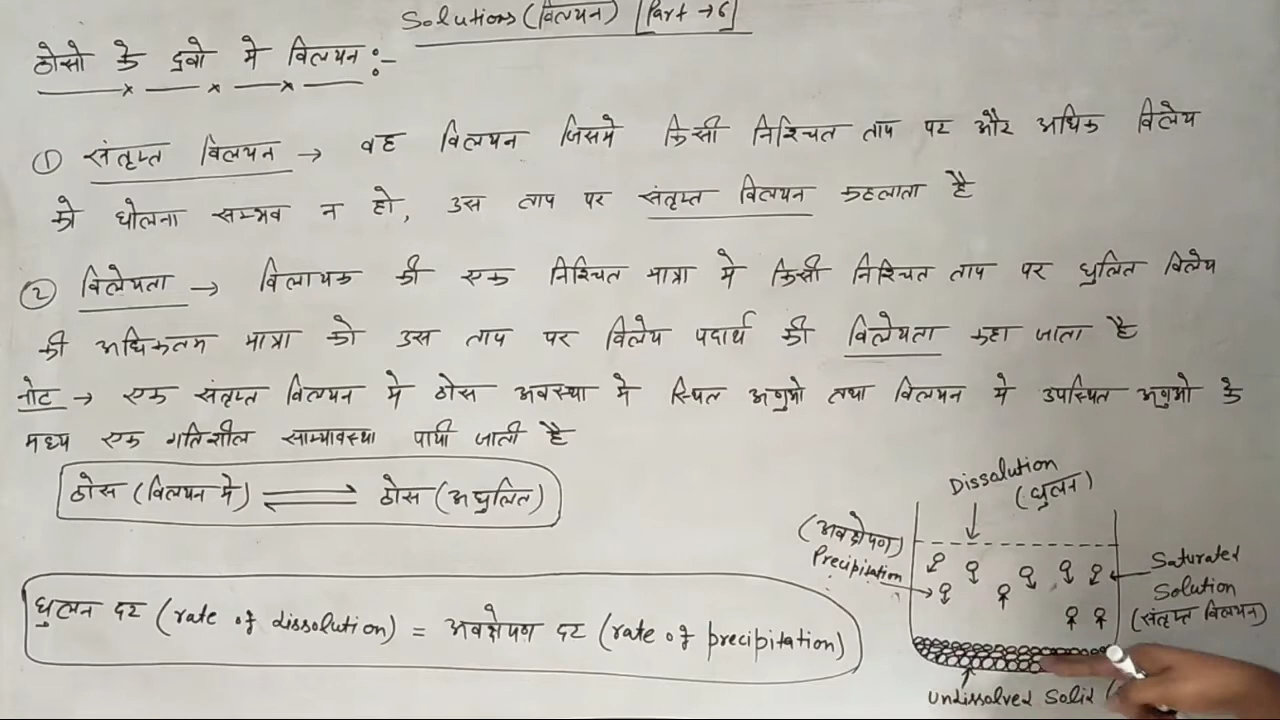 Solutions (विलयन) [Part → 6]
ठोसो के द्रवो मे विलयन :-
① संतृप्त विलयन → वह विलयन जिसमे किसी निश्चित ताप पर और अधिक विलेय
को घोलना सम्भव न हो, उस ताप पर संतृप्त विलयन कहलाता है
② विलेयता → विलायक की एक निश्चित मात्रा मे किसी निश्चित ताप पर घुलित विलेय
की अधिकतम मात्रा को उस ताप पर विलेय पदार्थ की विलेयता कहा जाता है
नोट → एक संतृप्त विलयन मे ठोस अवस्था मे स्थित अणुओ तथा विलयन मे उपस्थित अणुओ के
मध्य एक गतिशील साम्यावस्था पायी जाती है
ठोस (विलयन मे) ⇌ ठोस (अघुलित)
घुलन दर (rate of dissolution) = अवक्षेपण दर (rate of precipitation)
Dissolution
(घुलन)
(अवक्षेपण)
Precipitation
Saturated
Solution
(संतृप्त विलयन)
Undissolved Solid (